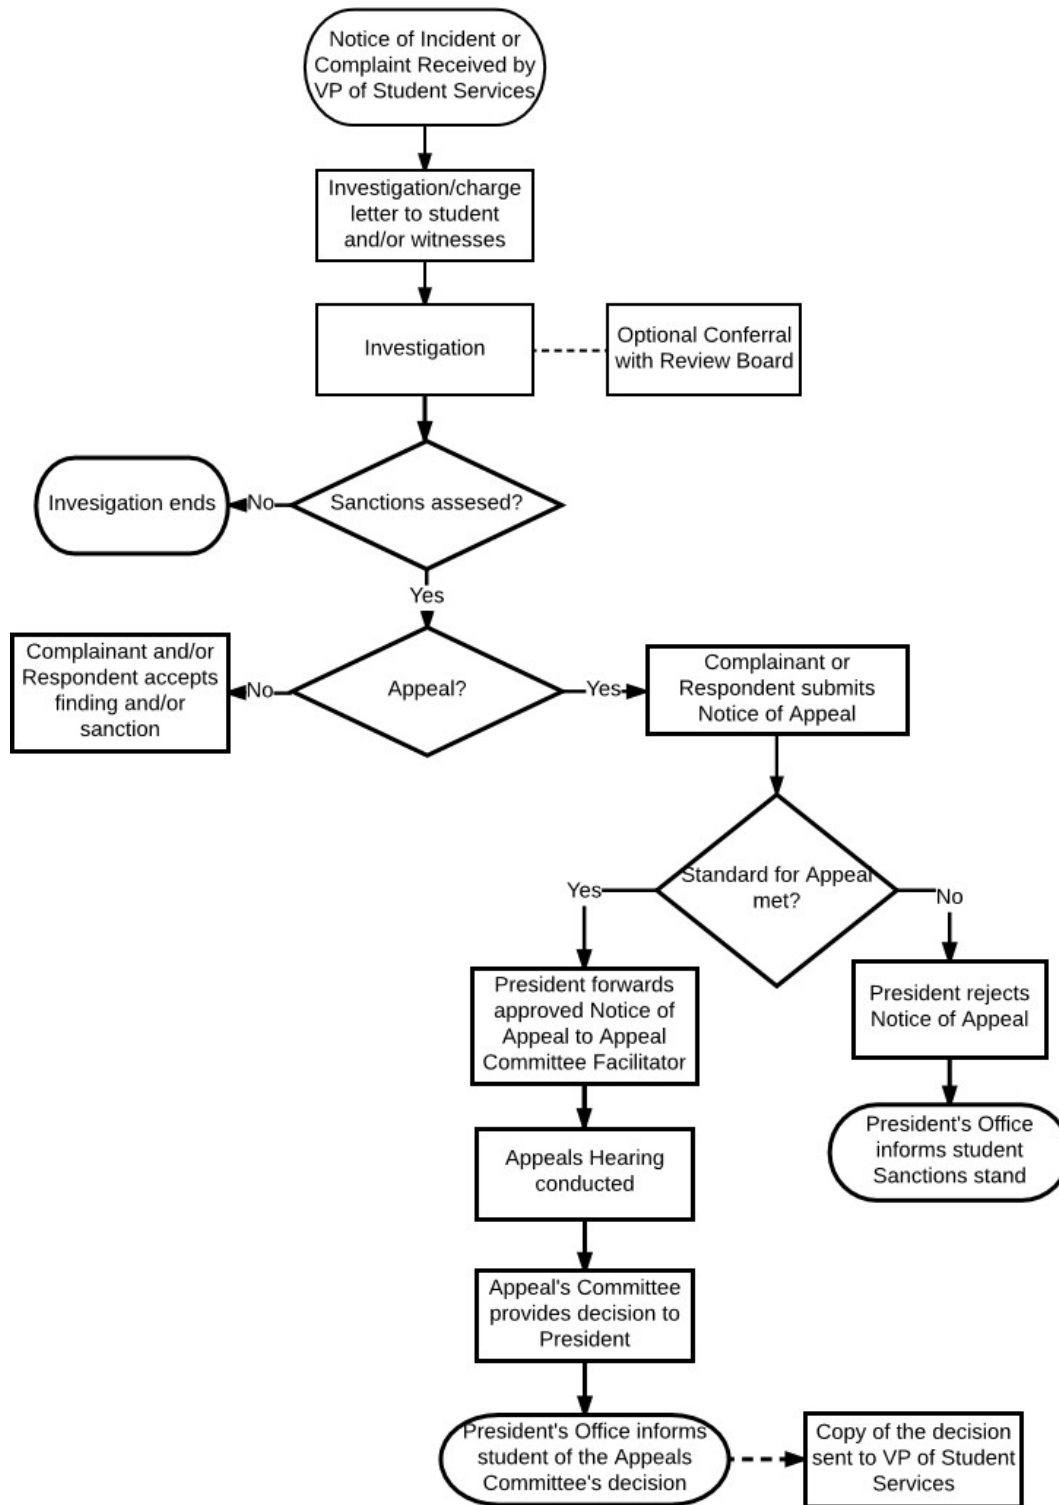 Notice of Incident or
Complaint Received by
VP of Student Services
Investigation/charge
letter to student
and/or witnesses
Investigation
Optional Conferral
with Review Board
Invesigation ends
No
Sanctions assesed?
Yes
Complainant and/or
Respondent accepts
finding and/or
sanction
No
Appeal?
Yes
Complainant or
Respondent submits
Notice of Appeal
Standard for Appeal
met?
Yes
No
President forwards
approved Notice of
Appeal to Appeal
Committee Facilitator
President rejects
Notice of Appeal
Appeals Hearing
conducted
President's Office
informs student
Sanctions stand
Appeal's Committee
provides decision to
President
President's Office informs
student of the Appeals
Committee's decision
Copy of the decision
sent to VP of Student
Services